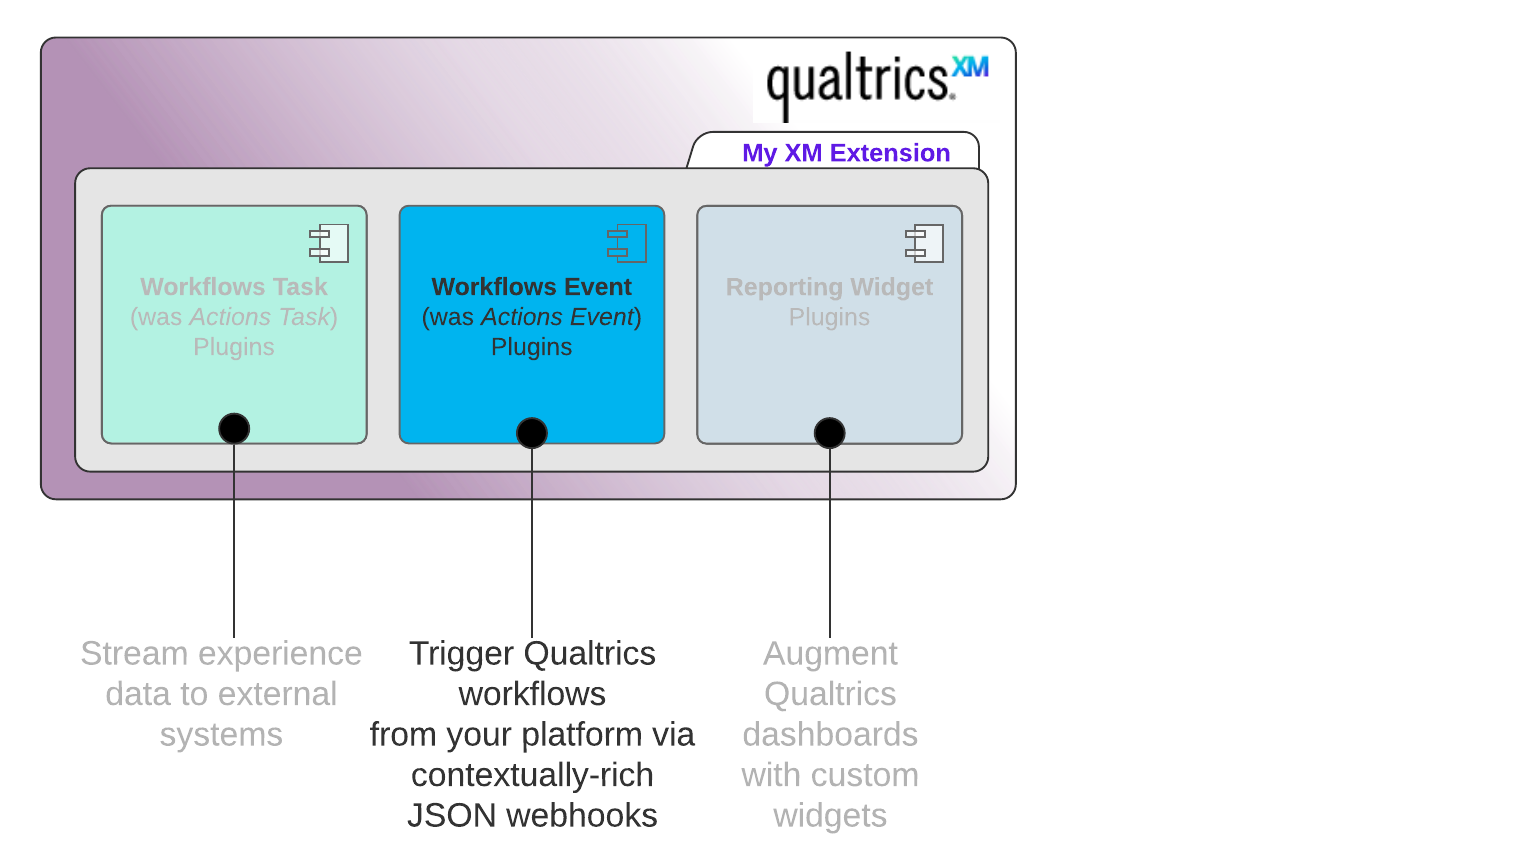 qualtrics.XM
My XM Extension
Workflows Task
(was Actions Task)
Plugins
Workflows Event
(was Actions Event)
Plugins
Reporting Widget
Plugins
Stream experience
data to external
systems
Trigger Qualtrics
workflows
from your platform via
contextually-rich
JSON webhooks
Augment
Qualtrics
dashboards
with custom
widgets